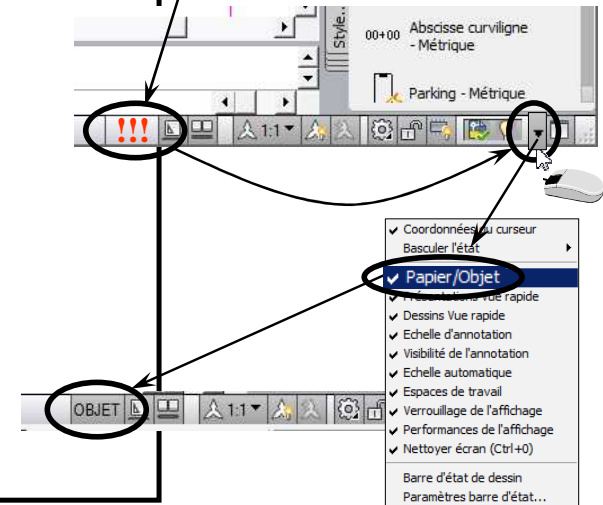 Style...
00+00
Abscisse curviligne
- Métrique
Parking - Métrique
!!!
1:1
Coordonnées du curseur
Basculer l'état
Papier/Objet
Présentations Vue rapide
Dessins Vue rapide
Echelle d'annotation
Visibilité de l'annotation
Echelle automatique
Espaces de travail
Verrouillage de l'affichage
Performances de l'affichage
Nettoyer écran (Ctrl+0)
Barre d'état de dessin
Paramètres barre d'état...
OBJET
1:1